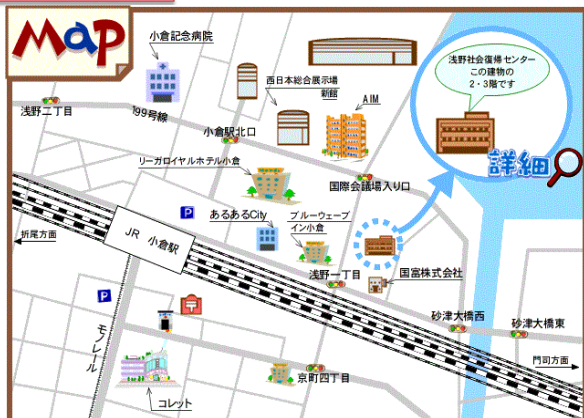 MaP
小倉記念病院
浅野社会復帰センター
この建物の
2・3階です
西日本総合展示場
新館
AIM
浅野二丁目
199号線
小倉駅北口
詳細
リーガロイヤルホテル小倉
国際会議場入り口
P
あるあるCity
ブルーウェーブ
イン小倉
JR 小倉駅
折尾方面
浅野一丁目
国富株式会社
P
砂津大橋西
砂津大橋東
モノレール
門司方面
京町四丁目
コレット